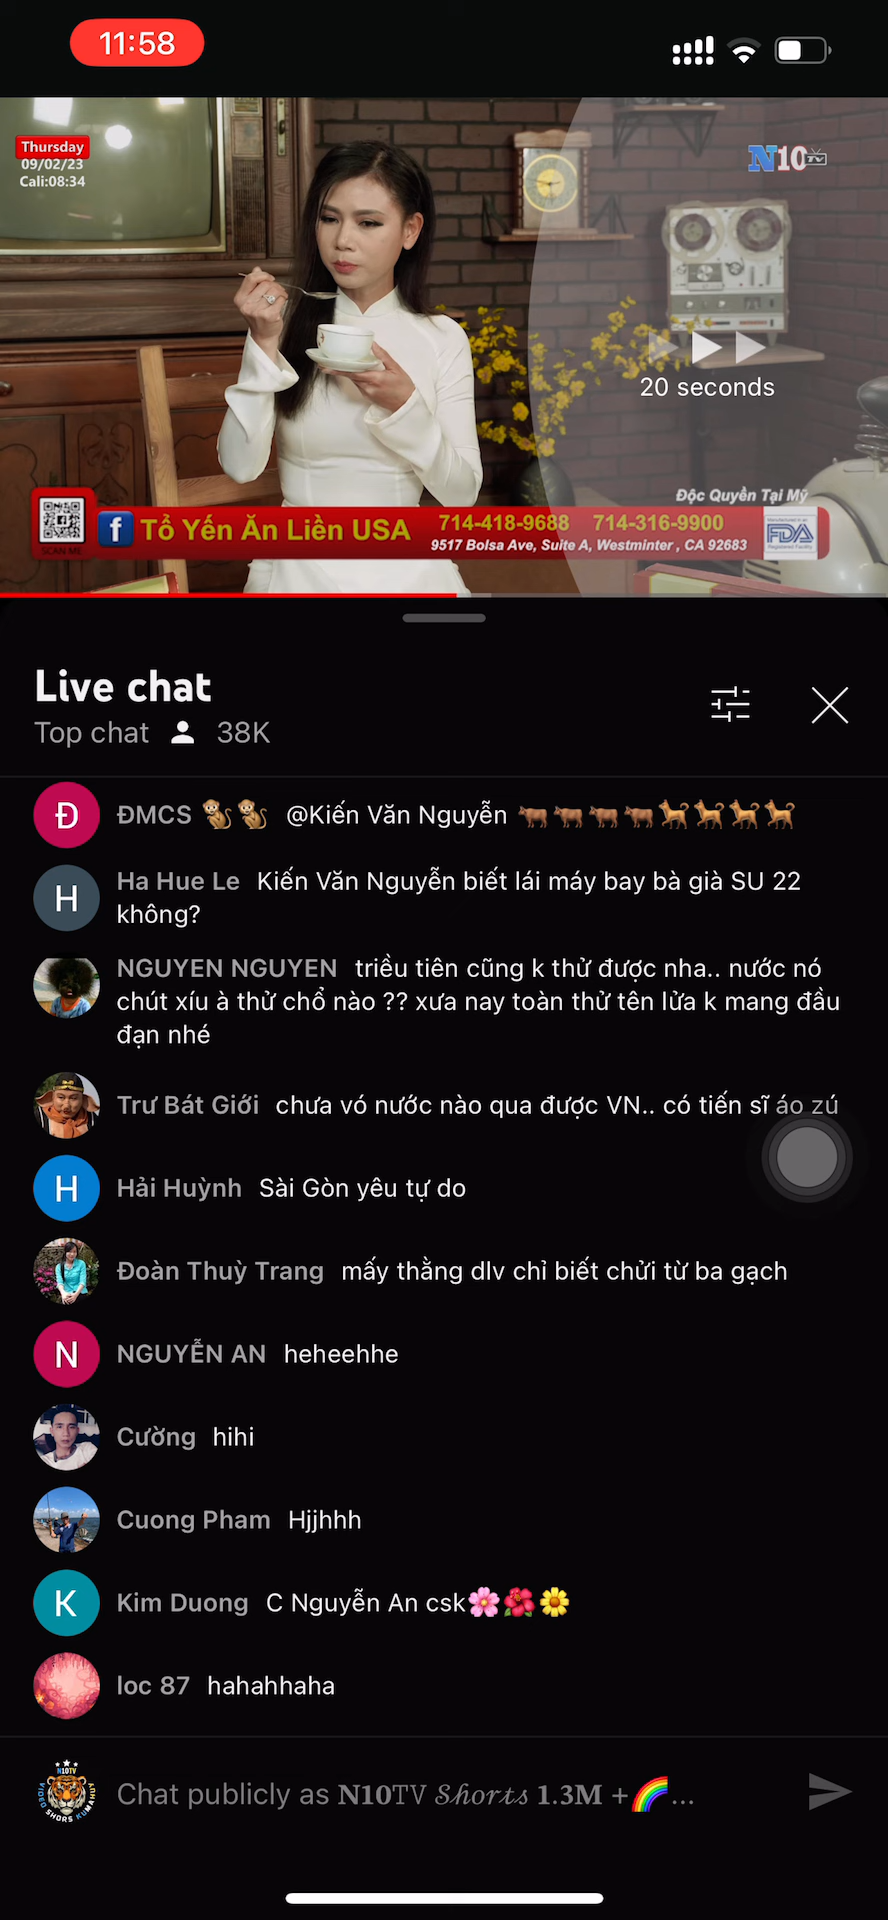 11:58
Thursday
09/02/23
Cali:08:34
N10TV
20 seconds
Độc Quyền Tại Mỹ
Tổ Yến Ăn Liền USA
714-418-9688 714-316-9900
9517 Bolsa Ave, Suite A, Westminter , CA 92683
SCAN ME
FDA
Live chat
Top chat 38K
Đ ĐMCS 🐒🐒 @Kiến Văn Nguyễn 🐂🐂🐂🐂🐕🐕🐕🐕
H Ha Hue Le Kiến Văn Nguyễn biết lái máy bay bà già SU 22
không?
NGUYEN NGUYEN triều tiên cũng k thử được nha.. nước nó
chút xíu à thử chổ nào ?? xưa nay toàn thử tên lửa k mang đầu
đạn nhé
Trư Bát Giới chưa vó nước nào qua được VN.. có tiến sĩ áo zú
H Hải Huỳnh Sài Gòn yêu tự do
Đoàn Thuỳ Trang mấy thằng dlv chỉ biết chửi từ ba gạch
N NGUYỄN AN heheehhe
Cường hihi
Cuong Pham Hjjhhh
K Kim Duong C Nguyễn An csk🌸🌺🌼
loc 87 hahahhaha
Chat publicly as N10TV Shorts 1.3M +🌈...